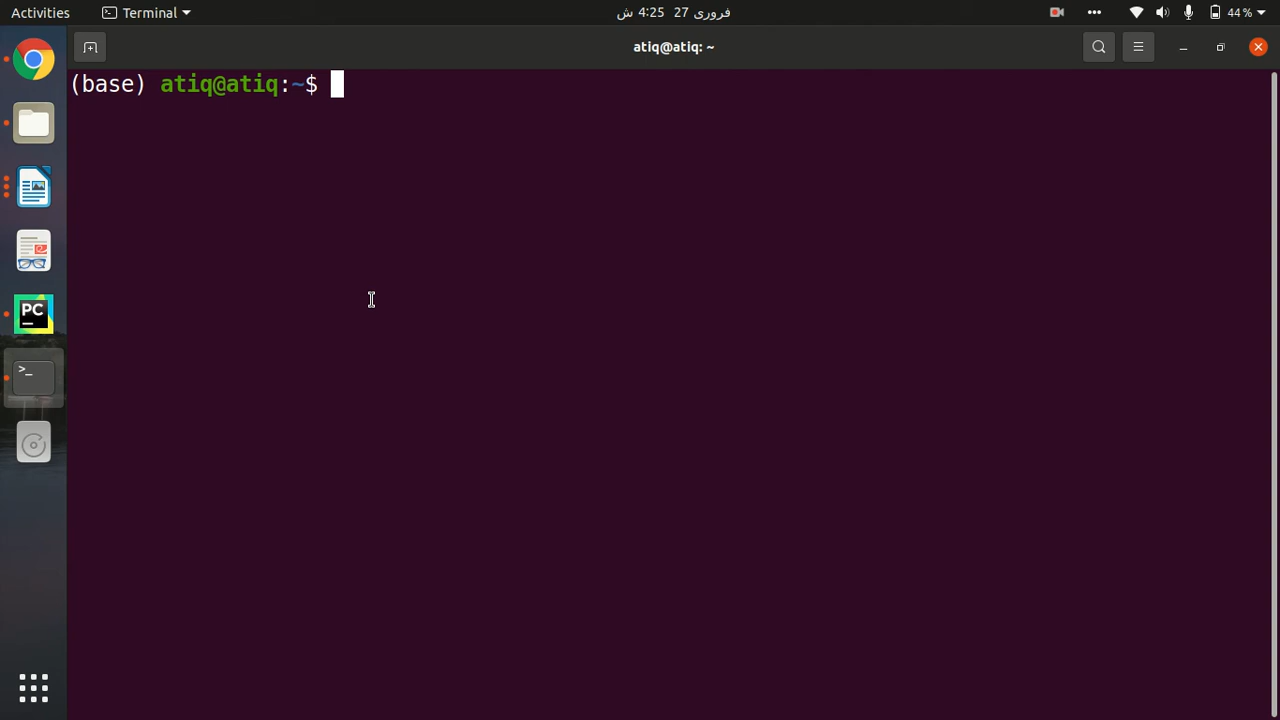 Activities
Terminal
فروری 27  4:25 ش
44 %
atiq@atiq: ~
(base) atiq@atiq:~$
PC
>_